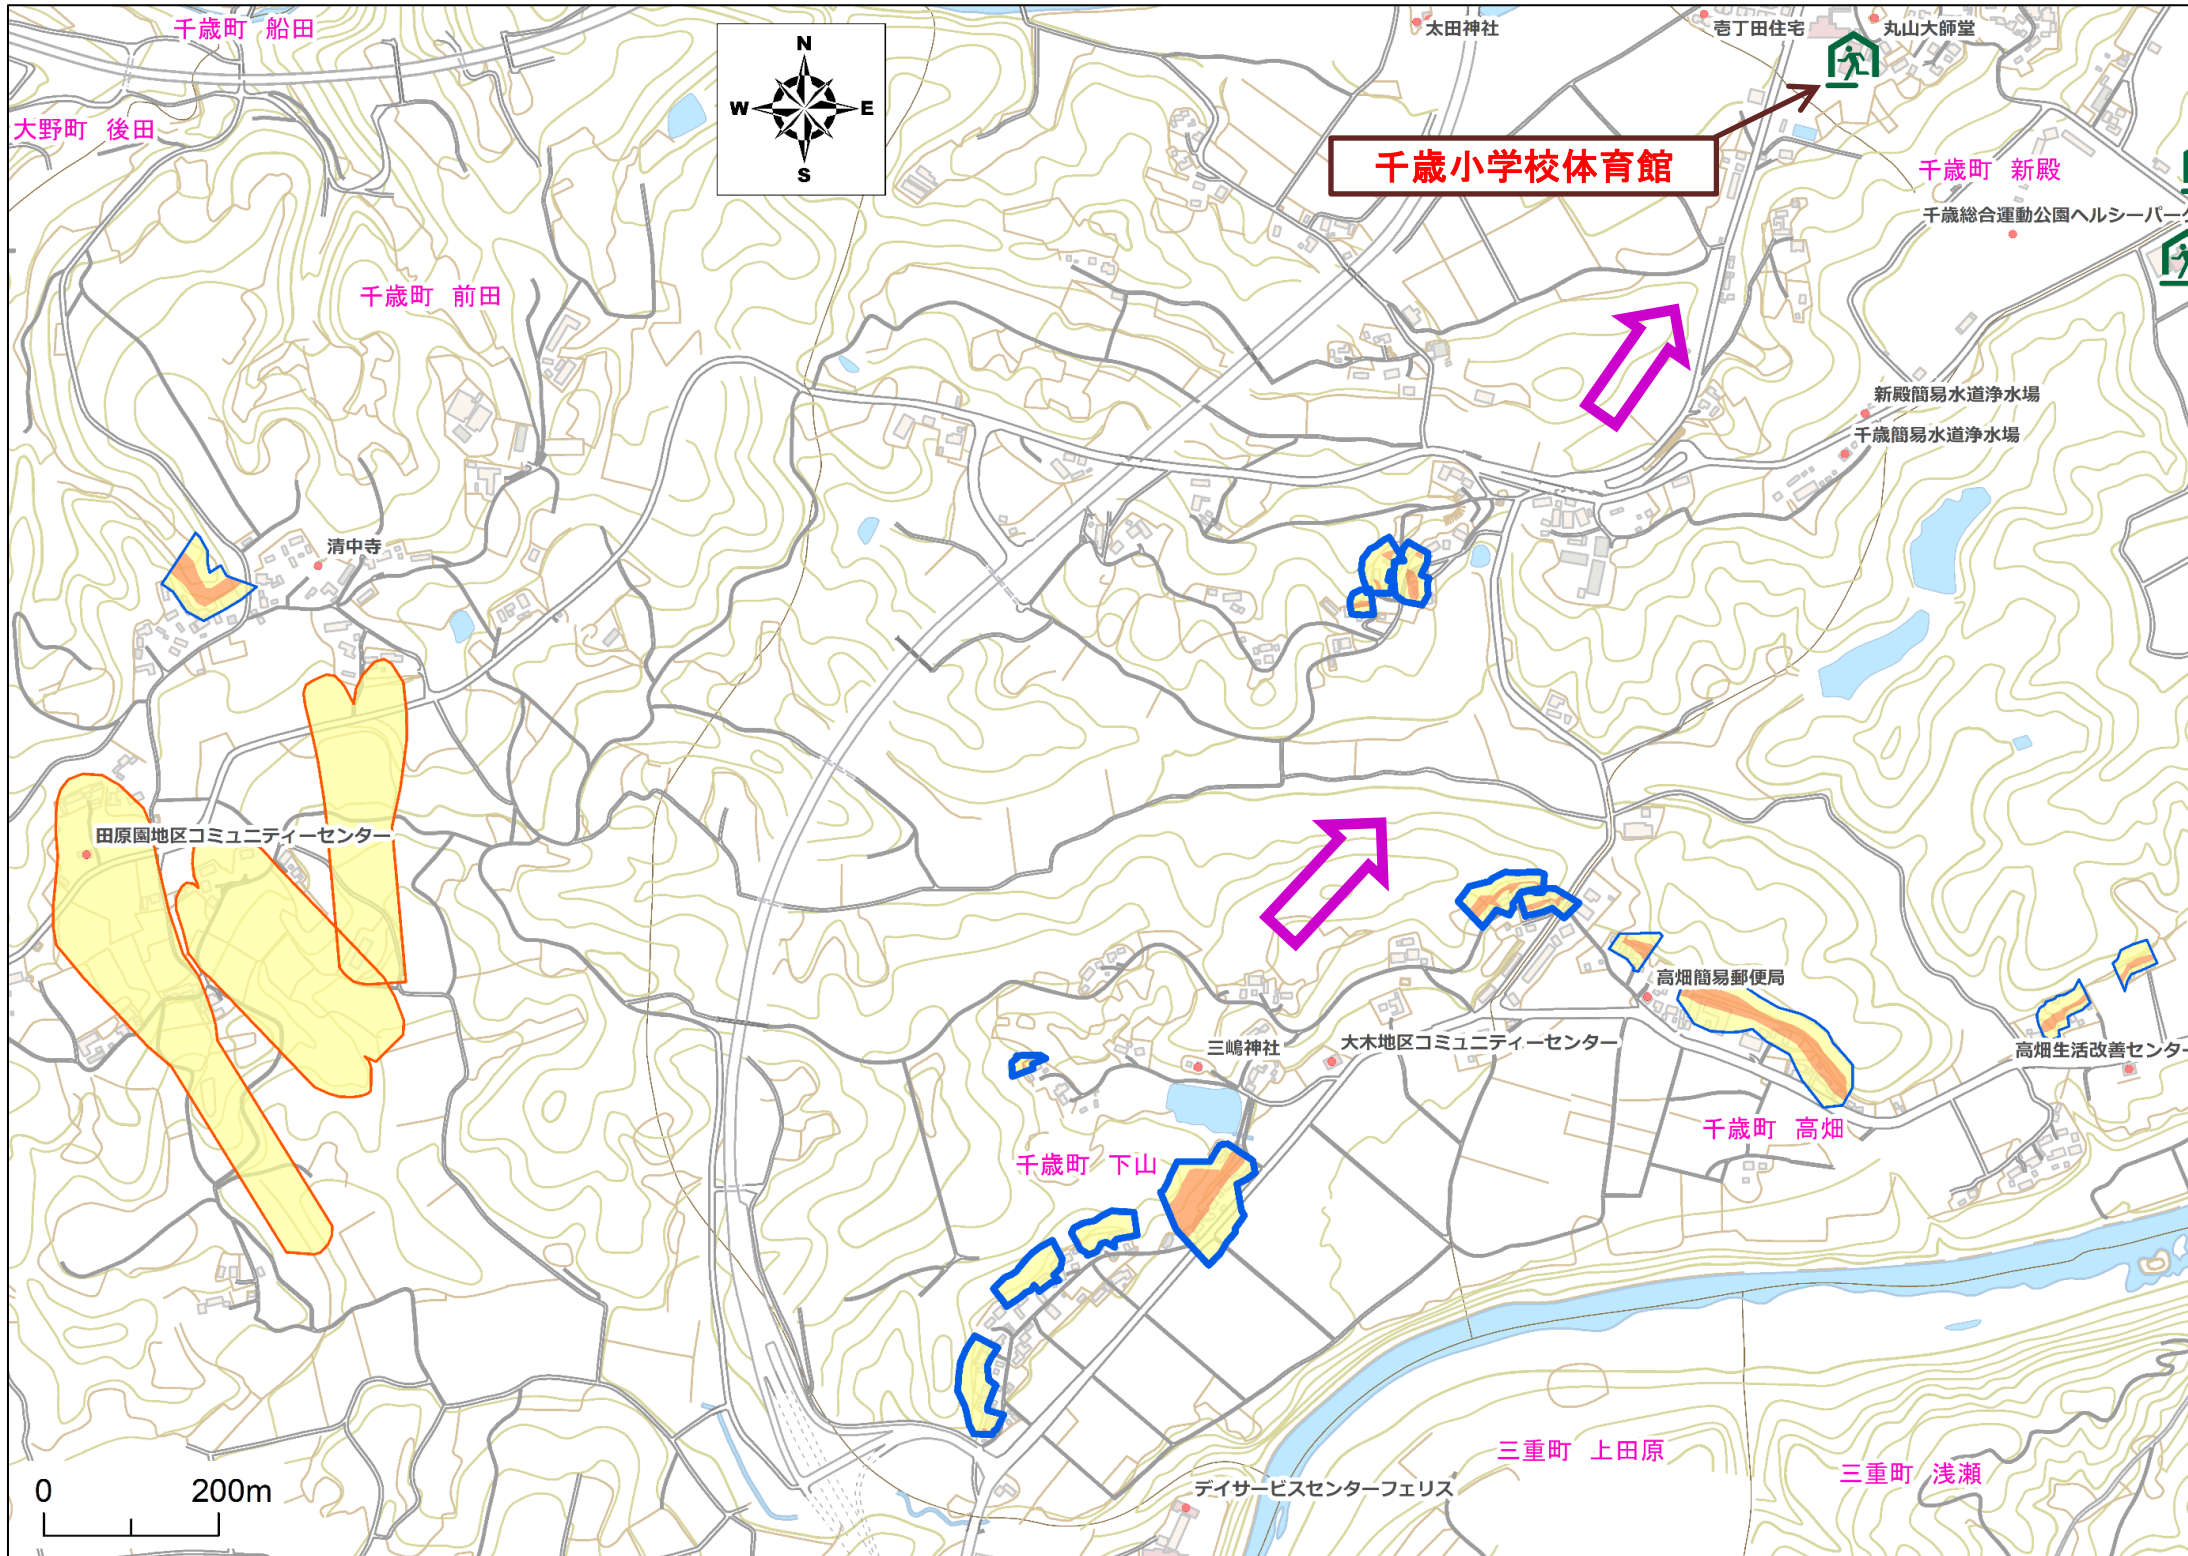 千歳町 船田
太田神社
壱丁田住宅
丸山大師堂
N
W
E
S
大野町 後田
千歳小学校体育館
千歳町 新殿
千歳総合運動公園ヘルシーパーク
千歳町 前田
新殿簡易水道浄水場
千歳簡易水道浄水場
清中寺
田原園地区コミュニティーセンター
高畑簡易郵便局
三嶋神社
大木地区コミュニティーセンター
高畑生活改善センター
千歳町 高畑
千歳町 下山
三重町 上田原
三重町 浅瀬
デイサービスセンターフェリス
0
200m